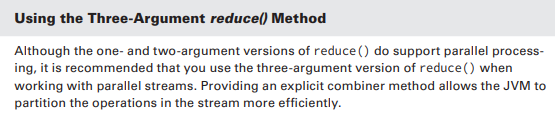 Using the Three-Argument reduce() Method
Although the one- and two-argument versions of reduce() do support parallel process-
ing, it is recommended that you use the three-argument version of reduce() when
working with parallel streams. Providing an explicit combiner method allows the JVM to
partition the operations in the stream more efficiently.